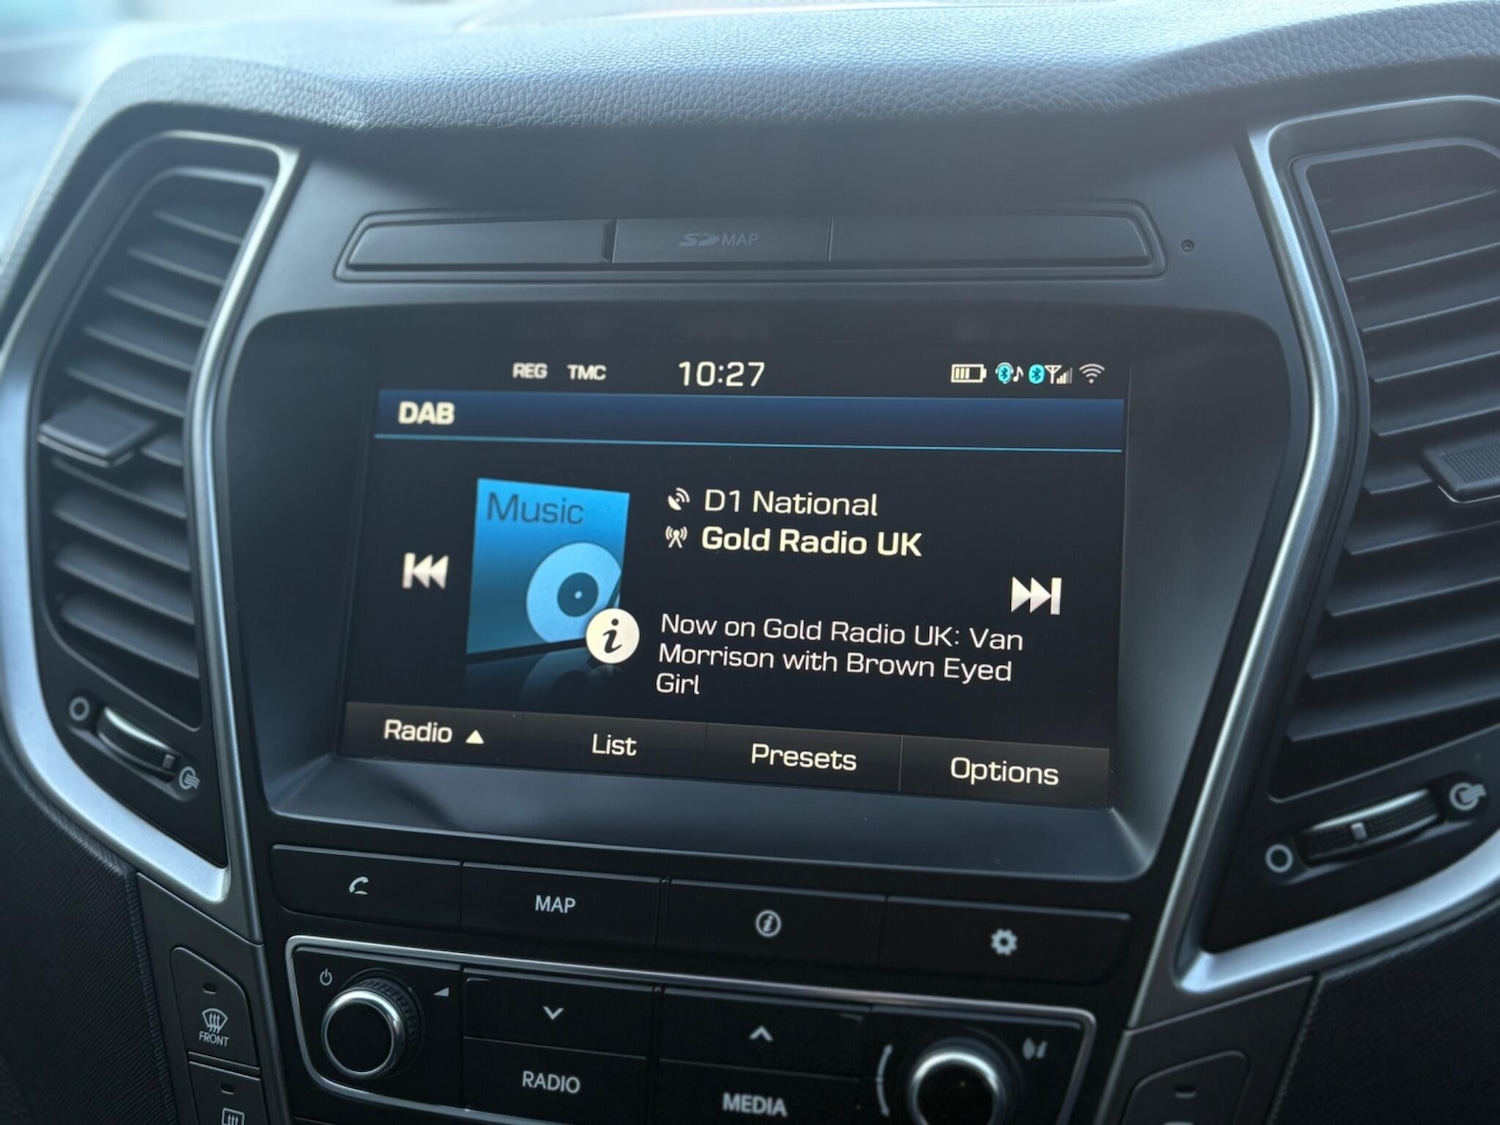 SD MAP
REG TMC 10:27
DAB
Music
D1 National
Gold Radio UK
i
Now on Gold Radio UK: Van
Morrison with Brown Eyed
Girl
Radio List Presets Options
MAP
FRONT
RADIO
MEDIA